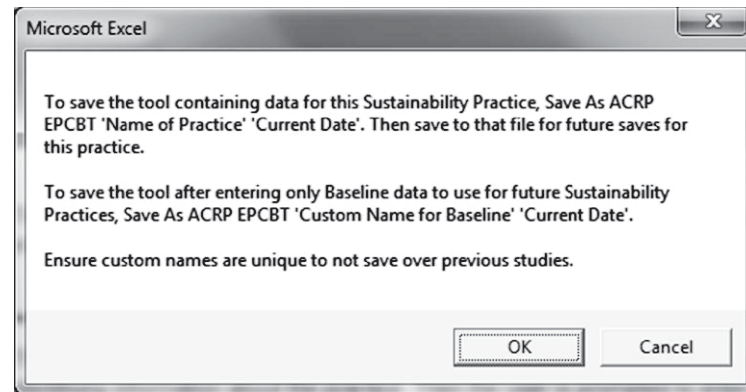 Microsoft Excel
To save the tool containing data for this Sustainability Practice, Save As ACRP
EPCBT 'Name of Practice' 'Current Date'. Then save to that file for future saves for
this practice.
To save the tool after entering only Baseline data to use for future Sustainability
Practices, Save As ACRP EPCBT 'Custom Name for Baseline' 'Current Date'.
Ensure custom names are unique to not save over previous studies.
OK Cancel